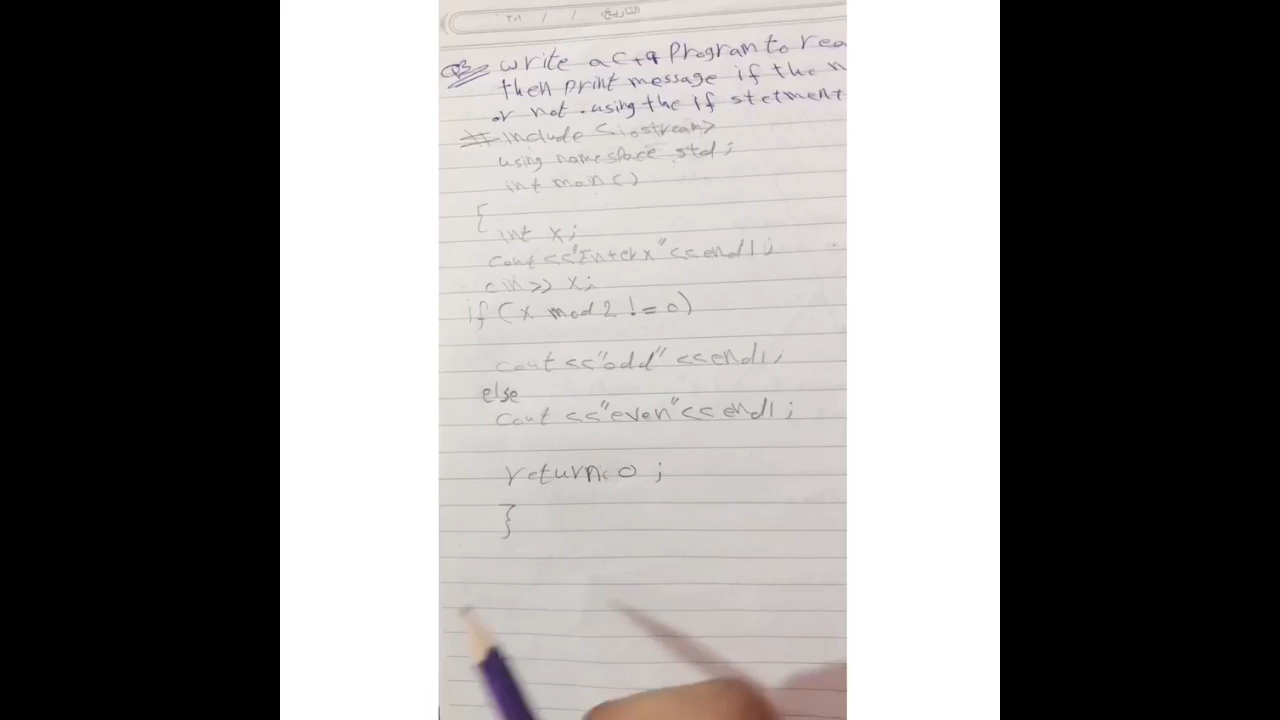 التاريخ: / / ٢٠١
Q3 write a C++ Program to rea
then print message if the n
or not .using the If stetment
# include <iostream>
using namespace std ;
int main ()
{
int x;
cout <<"Enter x" <<endl ;
cin >> x;
if (x mod 2 != 0)
cout <<"odd" <<endl ;
else
cout <<"even" << endl ;
return 0 ;
}